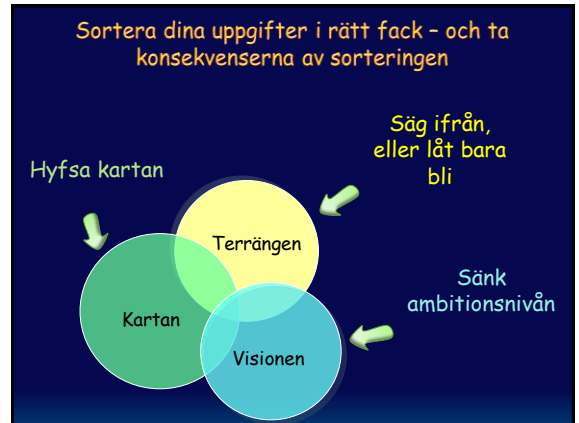 Sortera dina uppgifter i rätt fack – och ta
konsekvenserna av sorteringen
Säg ifrån,
eller låt bara
bli
Hyfsa kartan
Terrängen
Sänk
ambitionsnivån
Kartan
Visionen